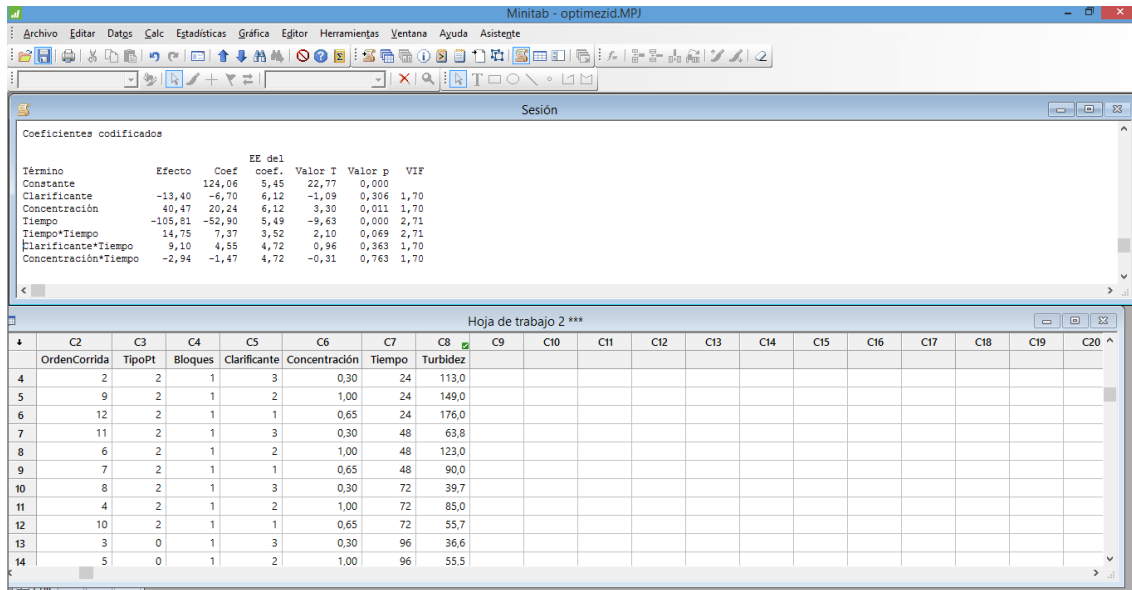 Minitab - optimezid.MPJ
Archivo Editar Datos Calc Estadísticas Gráfica Editor Herramientas Ventana Ayuda Asistente
Sesión
Coeficientes codificados
EE del
Término Efecto Coef coef. Valor T Valor p VIF
Constante 124,06 5,45 22,77 0,000
Clarificante -13,40 -6,70 6,12 -1,09 0,306 1,70
Concentración 40,47 20,24 6,12 3,30 0,011 1,70
Tiempo -105,81 -52,90 5,49 -9,63 0,000 2,71
Tiempo*Tiempo 14,75 7,37 3,52 2,10 0,069 2,71
Clarificante*Tiempo 9,10 4,55 4,72 0,96 0,363 1,70
Concentración*Tiempo -2,94 -1,47 4,72 -0,31 0,763 1,70
Hoja de trabajo 2 ***
C2 C3 C4 C5 C6 C7 C8 C9 C10 C11 C12 C13 C14 C15 C16 C17 C18 C19 C20
OrdenCorrida TipoPt Bloques Clarificante Concentración Tiempo Turbidez
4 2 2 1 3 0,30 24 113,0
5 9 2 1 2 1,00 24 149,0
6 12 2 1 1 0,65 24 176,0
7 11 2 1 3 0,30 48 63,8
8 6 2 1 2 1,00 48 123,0
9 7 2 1 1 0,65 48 90,0
10 8 2 1 3 0,30 72 39,7
11 4 2 1 2 1,00 72 85,0
12 10 2 1 1 0,65 72 55,7
13 3 0 1 3 0,30 96 36,6
14 5 0 1 2 1,00 96 55,5